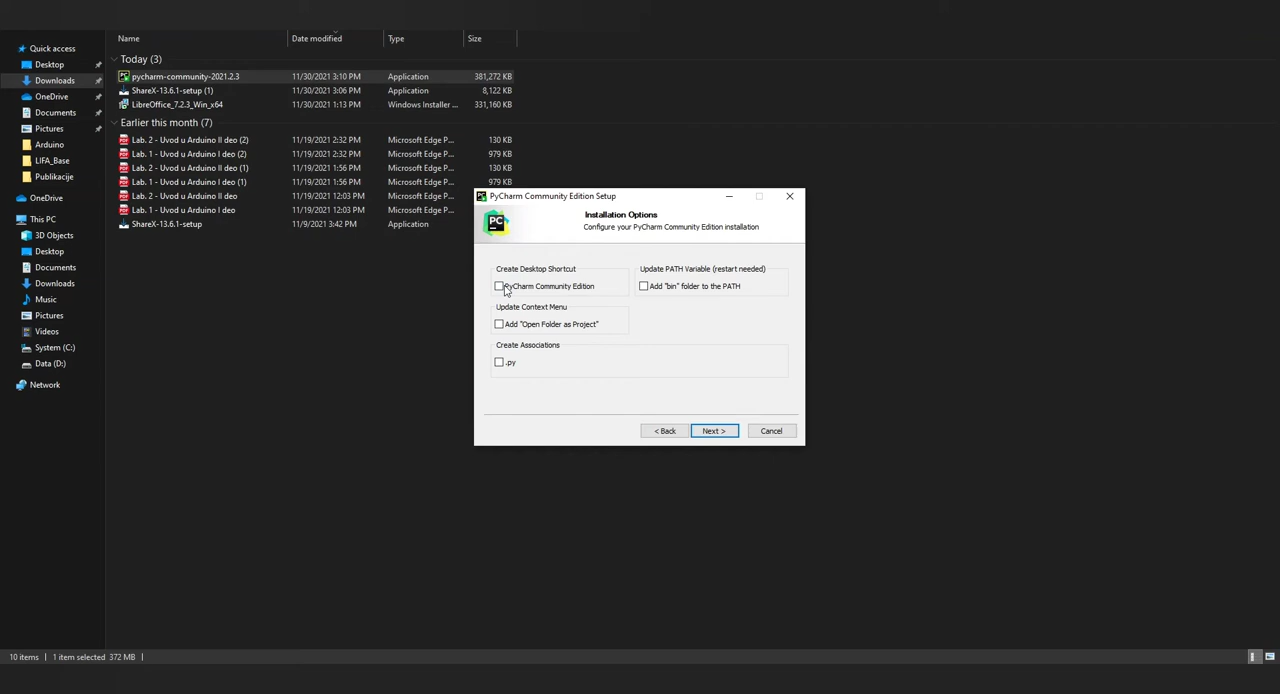 Name Date modified Type Size
Quick access
Desktop
Downloads
OneDrive
Documents
Pictures
Arduino
LIFA_Base
Publikacije
OneDrive
This PC
3D Objects
Desktop
Documents
Downloads
Music
Pictures
Videos
System (C:)
Data (D:)
Network
Today (3)
pycharm-community-2021.2.3 11/30/2021 3:10 PM Application 381,272 KB
ShareX-13.6.1-setup (1) 11/30/2021 3:06 PM Application 8,122 KB
LibreOffice_7.2.3_Win_x64 11/30/2021 1:13 PM Windows Installer ... 331,160 KB
Earlier this month (7)
Lab. 2 - Uvod u Arduino II deo (2) 11/19/2021 2:32 PM Microsoft Edge P... 130 KB
Lab. 1 - Uvod u Arduino I deo (2) 11/19/2021 2:32 PM Microsoft Edge P... 979 KB
Lab. 2 - Uvod u Arduino II deo (1) 11/19/2021 1:56 PM Microsoft Edge P... 130 KB
Lab. 1 - Uvod u Arduino I deo (1) 11/19/2021 1:56 PM Microsoft Edge P... 979 KB
Lab. 2 - Uvod u Arduino II deo 11/19/2021 12:03 PM Microsoft Edge P... 130 KB
Lab. 1 - Uvod u Arduino I deo 11/19/2021 12:03 PM Microsoft Edge P... 979 KB
ShareX-13.6.1-setup 11/9/2021 3:42 PM Application
PyCharm Community Edition Setup
PC
Installation Options
Configure your PyCharm Community Edition installation
Create Desktop Shortcut
PyCharm Community Edition
Update PATH Variable (restart needed)
Add "bin" folder to the PATH
Update Context Menu
Add "Open Folder as Project"
Create Associations
.py
< Back Next > Cancel
10 items 1 item selected 372 MB